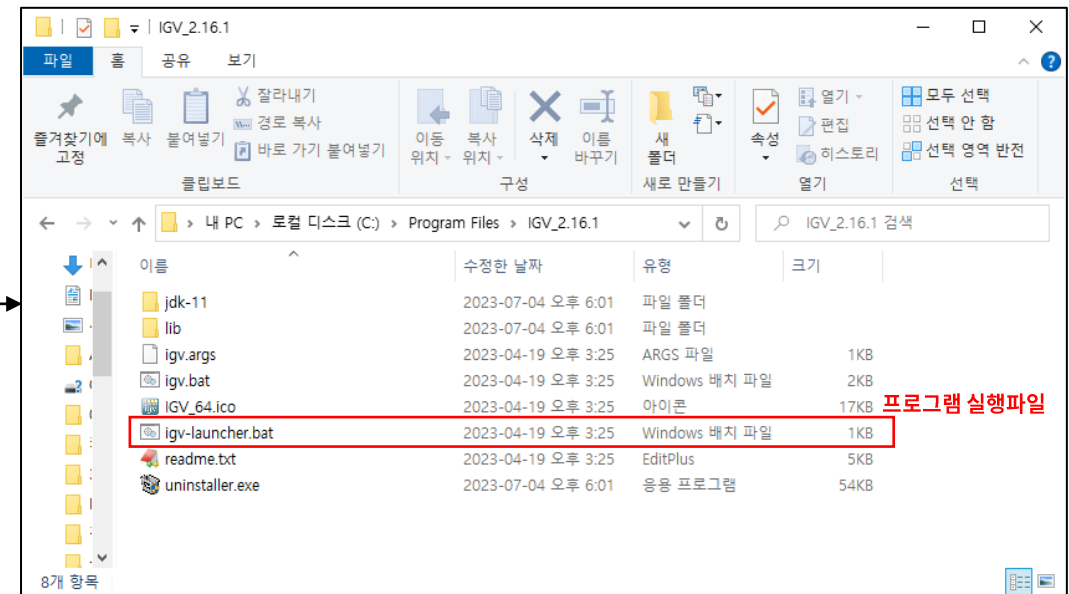 IGV_2.16.1
파일 홈 공유 보기
즐겨찾기에 고정
복사
붙여넣기
잘라내기
경로 복사
바로 가기 붙여넣기
클립보드
이동 위치
복사 위치
삭제
이름 바꾸기
구성
새 폴더
새로 만들기
속성
열기
편집
히스토리
열기
모두 선택
선택 안 함
선택 영역 반전
선택
내 PC > 로컬 디스크 (C:) > Program Files > IGV_2.16.1
IGV_2.16.1 검색
이름 수정한 날짜 유형 크기
jdk-11 2023-07-04 오후 6:01 파일 폴더
lib 2023-07-04 오후 6:01 파일 폴더
igv.args 2023-04-19 오후 3:25 ARGS 파일 1KB
igv.bat 2023-04-19 오후 3:25 Windows 배치 파일 2KB
IGV_64.ico 2023-04-19 오후 3:25 아이콘 17KB 프로그램 실행파일
igv-launcher.bat 2023-04-19 오후 3:25 Windows 배치 파일 1KB
readme.txt 2023-04-19 오후 3:25 EditPlus 5KB
uninstaller.exe 2023-07-04 오후 6:01 응용 프로그램 54KB
8개 항목